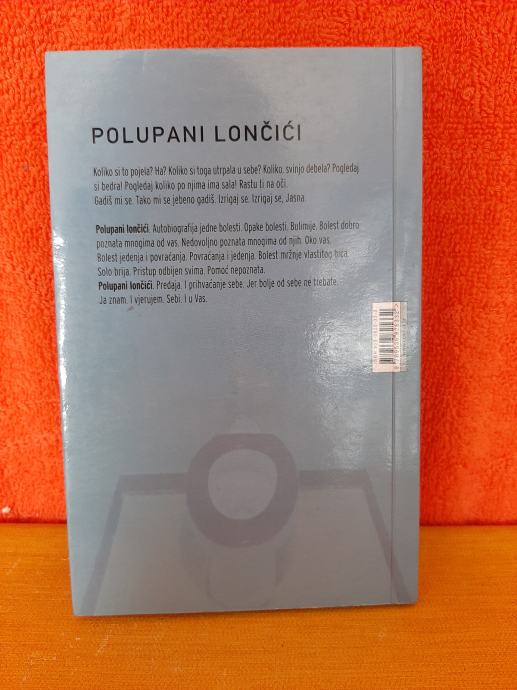 POLUPANI LONČIĆI
Koliko si to pojela? Ha? Koliko si toga utrpala u sebe? Koliko, svinjo debela? Pogledaj
si bedra! Pogledaj koliko po njima ima sala! Rastu ti na oči.
Gadiš mi se. Tako mi se jebeno gadiš. Izrigaj se. Izrigaj se, Jasna.
Polupani lončići. Autobiografija jedne bolesti. Opake bolesti. Bulimije. Bolest dobro
poznata mnogima od vas. Nedovoljno poznata mnogima od njih. Oko vas.
Bolest jedenja i povraćanja. Povraćanja i jedenja. Bolest mržnje vlastitog bića.
Solo brija. Pristup odbijen svima. Pomoć nepoznata.
Polupani lončići. Predaja. I prihvaćanje sebe. Jer bolje od sebe ne trebate.
Ja znam. I vjerujem. Sebi. I u Vas.